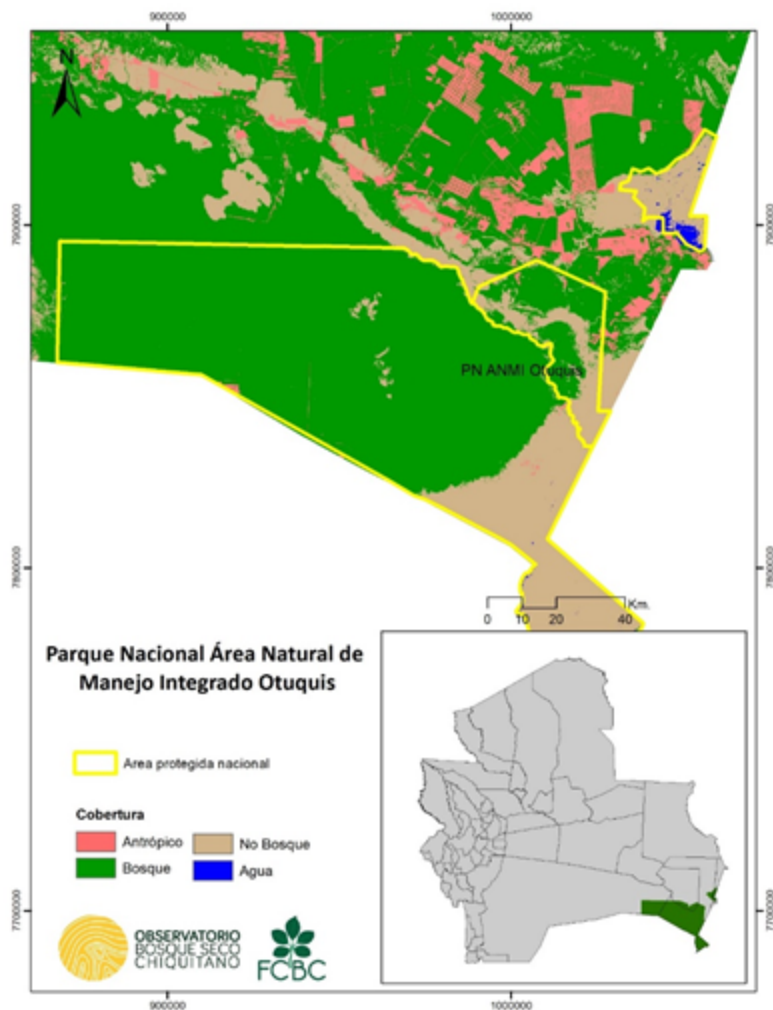 900000
1000000
N
7900000
7900000
PN ANMI Otuquis
7800000
7800000
Km.
0 10 20 40
Parque Nacional Área Natural de
Manejo Integrado Otuquis
Area protegida nacional
Cobertura
Antrópico
No Bosque
Bosque
Agua
7700000
7700000
OBSERVATORIO
BOSQUE SECO
CHIQUITANO
FCBC
900000
1000000